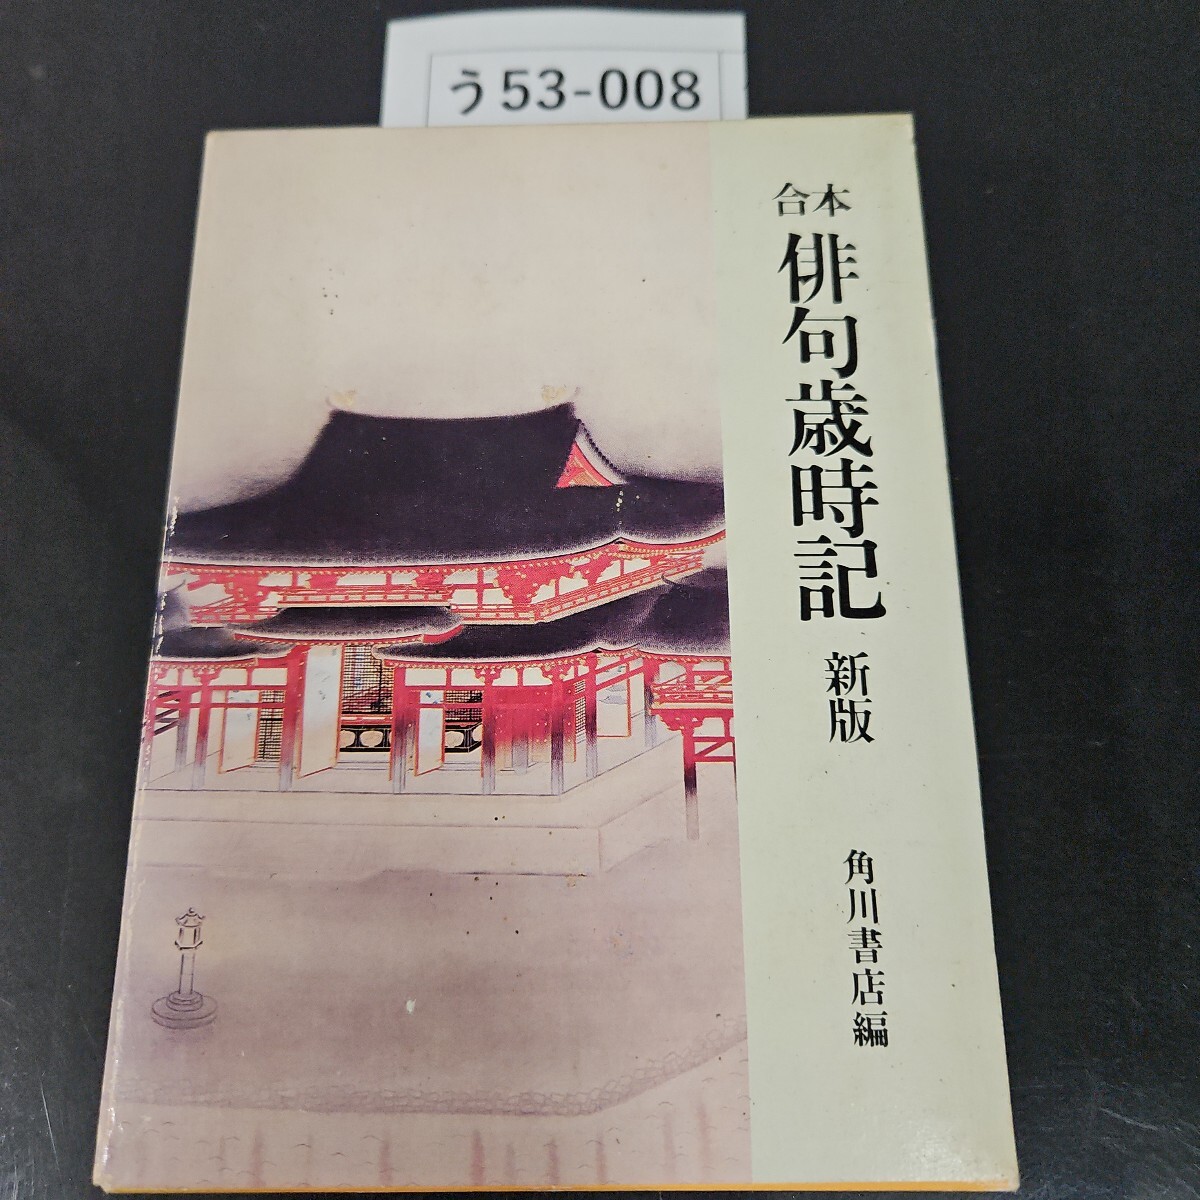 う53-008
合本
俳句歳時記
新版
角川書店編